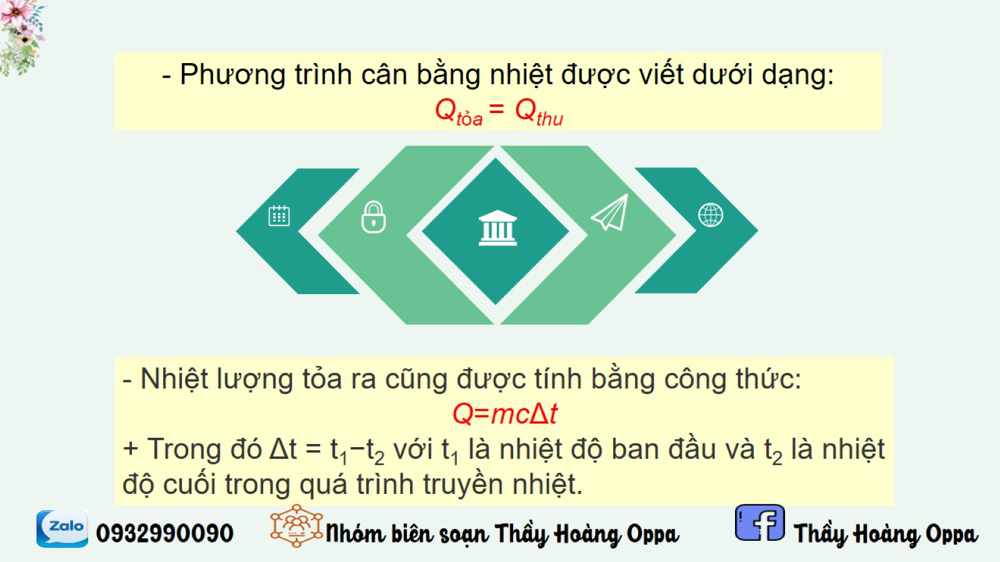 - Phương trình cân bằng nhiệt được viết dưới dạng:
Qtỏa = Qthu
- Nhiệt lượng tỏa ra cũng được tính bằng công thức:
Q=mcΔt
+ Trong đó Δt = t₁−t₂ với t₁ là nhiệt độ ban đầu và t₂ là nhiệt
độ cuối trong quá trình truyền nhiệt.
Zalo 0932990090 Nhóm biên soạn Thầy Hoàng Oppa f Thầy Hoàng Oppa